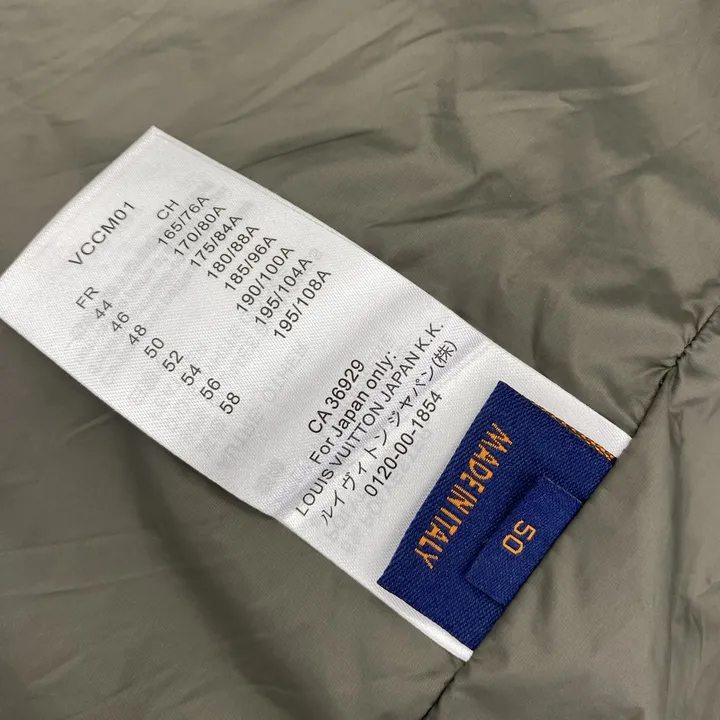 VCCM01
FR CH
44 165/76A
46 170/80A
48 175/84A
50 180/88A
52 185/96A
54 190/100A
56 195/104A
58 195/108A
CA 36929
For Japan only:
LOUIS VUITTON JAPAN K.K.
ルイ ヴィトン ジャパン(株)
0120-00-1854
MADE IN ITALY
50